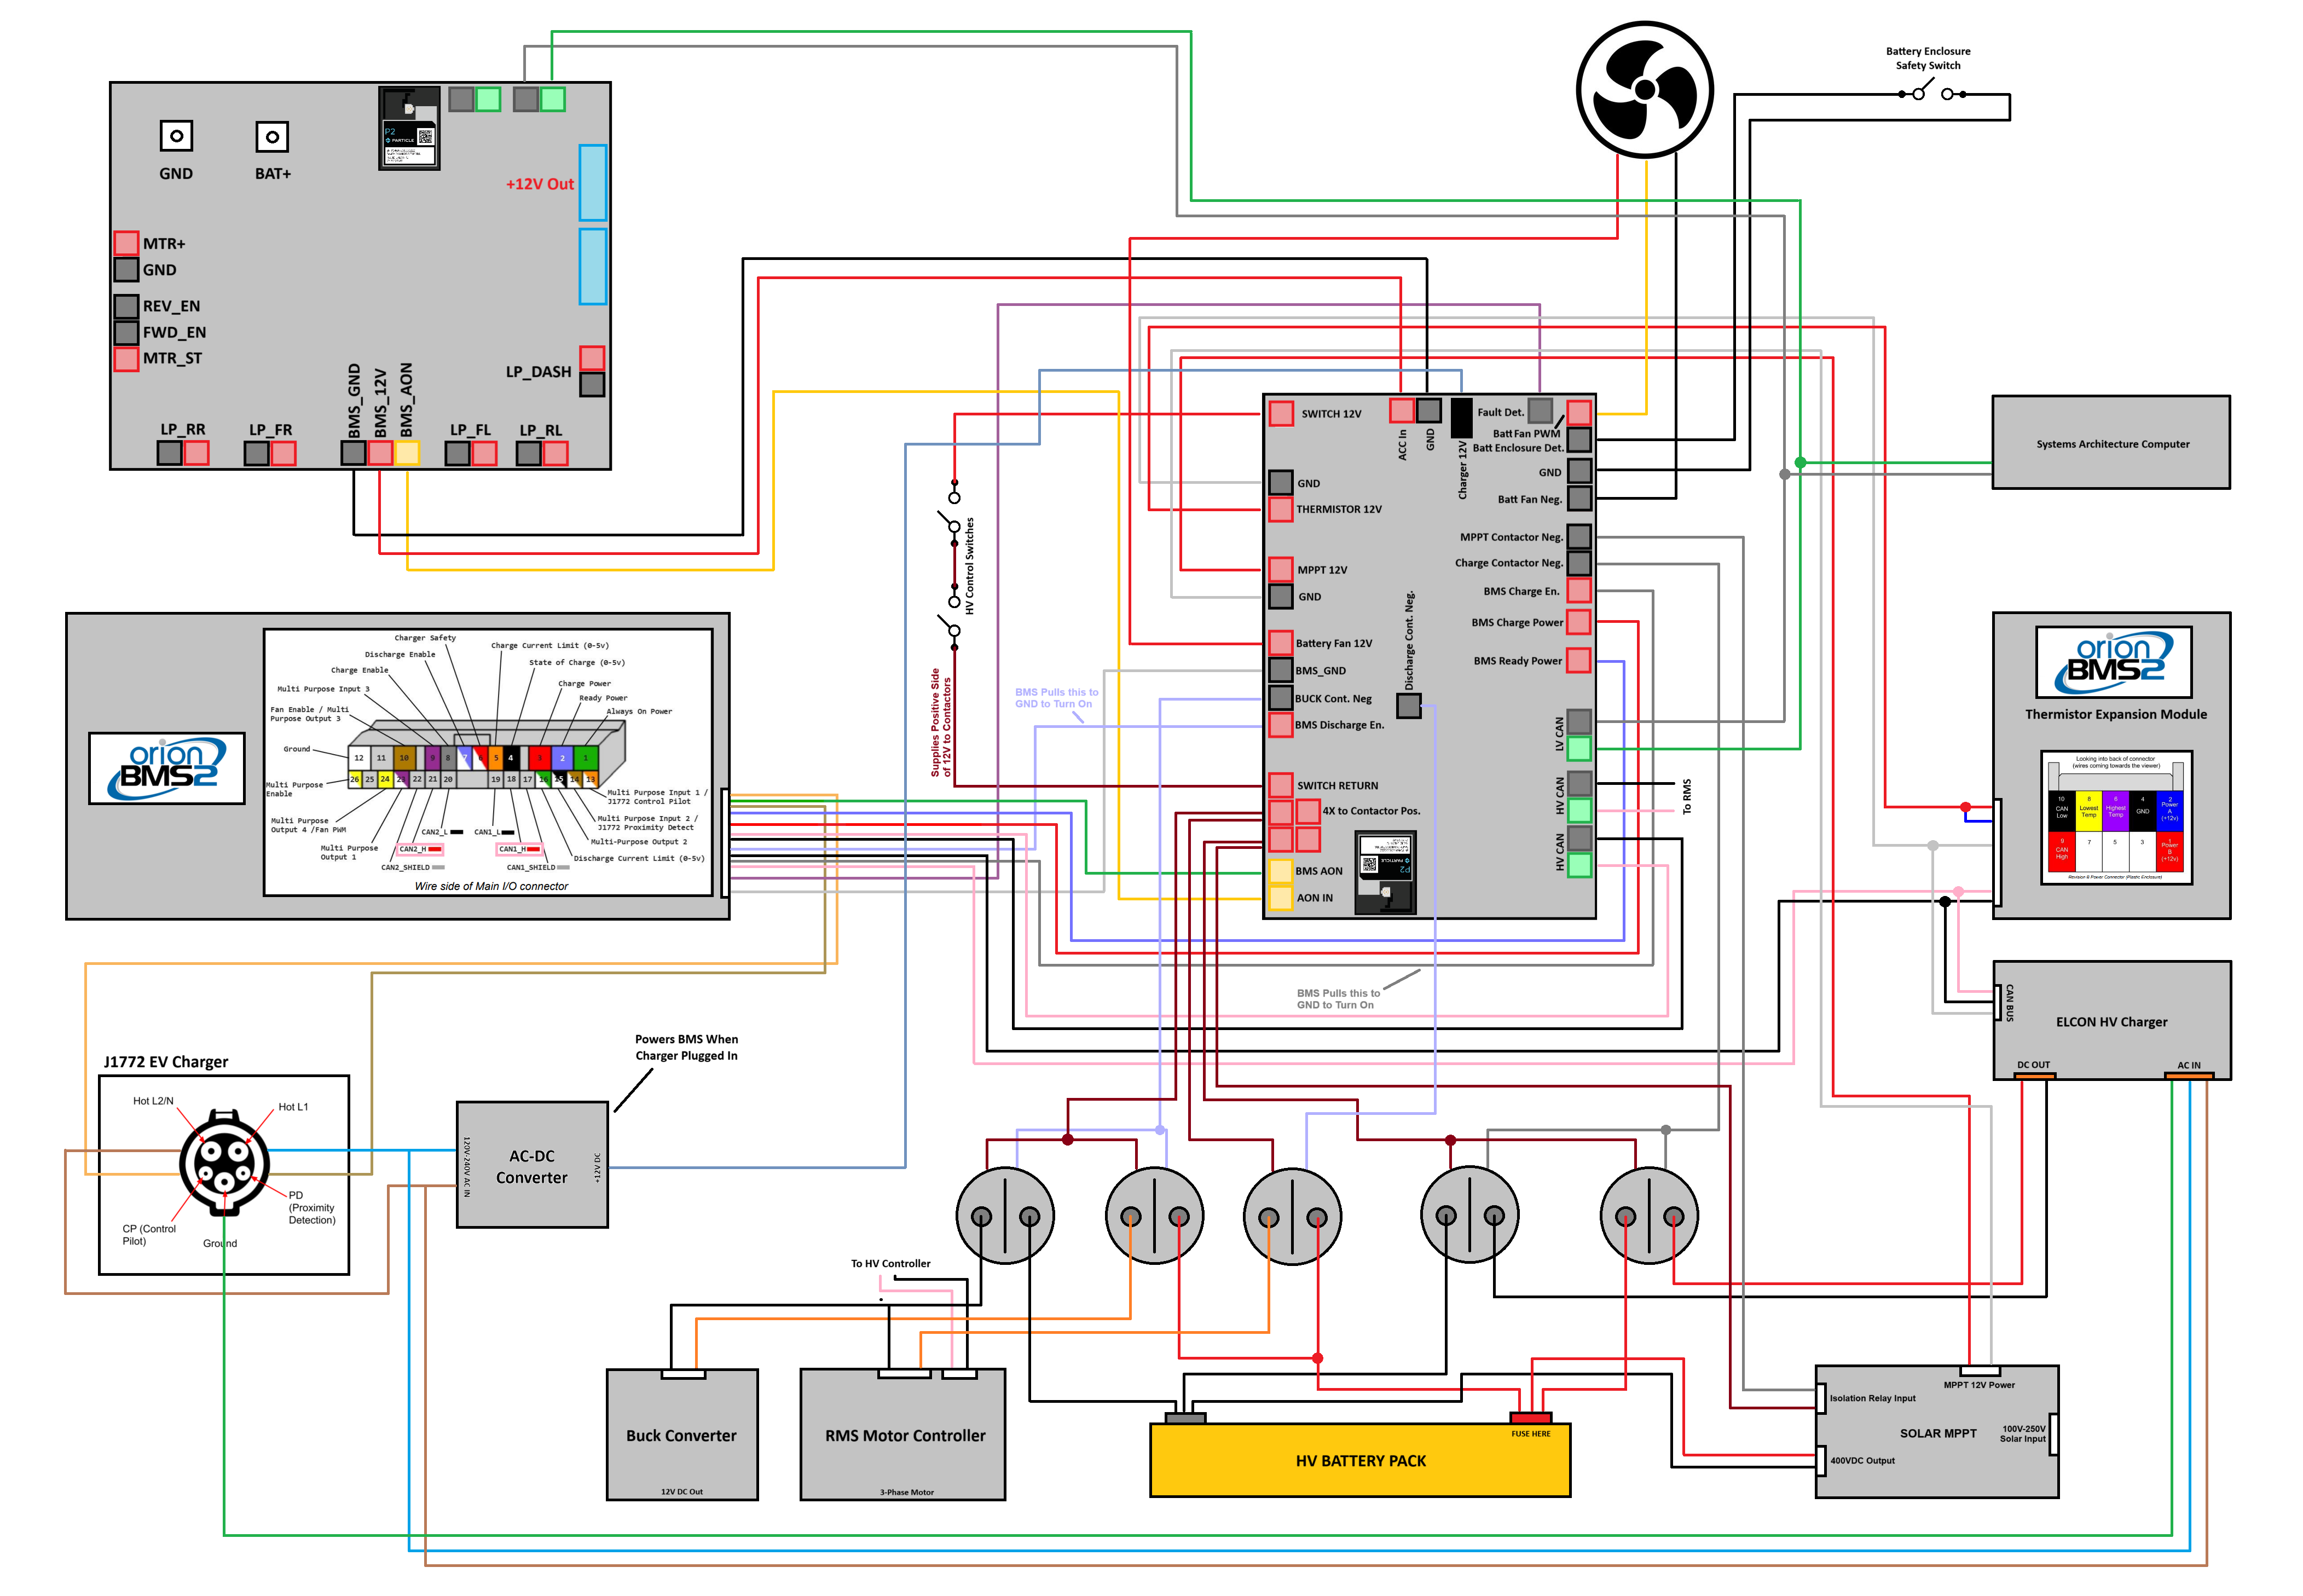 Battery Enclosure
Safety Switch
P2
PARTICLE
GND
BAT+
+12V Out
MTR+
GND
REV_EN
FWD_EN
MTR_ST
LP_DASH
LP_RR
LP_FR
BMS_GND
BMS_12V
BMS_AON
LP_FL
LP_RL
SWITCH 12V
ACC In
GND
Charger 12V
Fault Det.
Batt Fan PWM
Batt Enclosure Det.
GND
GND
THERMISTOR 12V
Batt Fan Neg.
MPPT Contactor Neg.
MPPT 12V
Charge Contactor Neg.
GND
BMS Charge En.
BMS Charge Power
Battery Fan 12V
BMS_GND
BMS Ready Power
BUCK Cont. Neg
BMS Discharge En.
Discharge Cont. Neg.
LV CAN
HV CAN
HV CAN
To RMS
SWITCH RETURN
4X to Contactor Pos.
BMS AON
AON IN
PARTICLE
P2
HV Control Switches
Supplies Positive Side
of 12V to Contactors
BMS Pulls this to
GND to Turn On
BMS Pulls this to
GND to Turn On
Systems Architecture Computer
orion
BMS2
Charger Safety
Discharge Enable
Charge Enable
Multi Purpose Input 3
Fan Enable / Multi
Purpose Output 3
Ground
Multi Purpose
Enable
Charge Current Limit (0-5v)
State of Charge (0-5v)
Charge Power
Ready Power
Always On Power
12 11 10 9 8 7 6 5 4 3 2 1
26 25 24 23 22 21 20 19 18 17 16 15 14 13
Multi Purpose Input 1 /
J1772 Control Pilot
Multi Purpose Input 2 /
J1772 Proximity Detect
Multi-Purpose Output 2
Discharge Current Limit (0-5v)
Multi Purpose
Output 4 /Fan PWM
Multi Purpose
Output 1
CAN2_L
CAN1_L
CAN2_H
CAN1_H
CAN2_SHIELD
CAN1_SHIELD
Wire side of Main I/O connector
orion
BMS2
Thermistor Expansion Module
Looking into back of connector
(wires coming towards the viewer)
10
CAN
Low
8
Lowest
Temp
6
Highest
Temp
4
GND
2
Power
A
(+12v)
9
CAN
High
7
5
3
1
Power
B
(+12v)
Revision B Power Connector (Plastic Enclosure)
CAN BUS
ELCON HV Charger
DC OUT
AC IN
J1772 EV Charger
Hot L2/N
Hot L1
PD
(Proximity
Detection)
CP (Control
Pilot)
Ground
Powers BMS When
Charger Plugged In
120V-240V AC IN
AC-DC
Converter
+12V DC
To HV Controller
Buck Converter
12V DC Out
RMS Motor Controller
3-Phase Motor
FUSE HERE
HV BATTERY PACK
MPPT 12V Power
Isolation Relay Input
SOLAR MPPT
100V-250V
Solar Input
400VDC Output